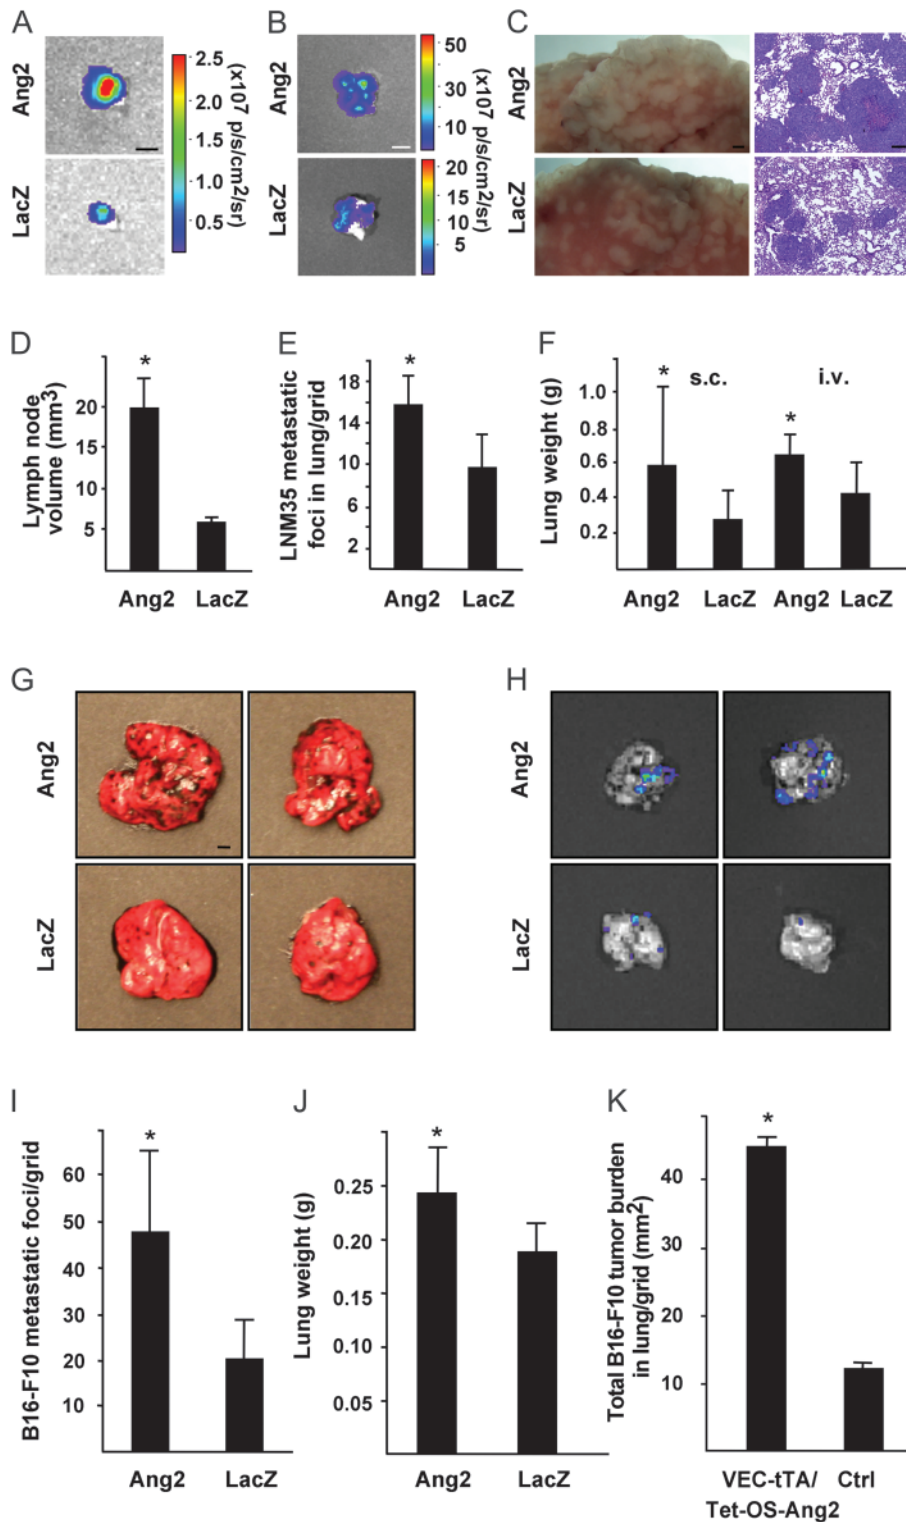 A
Ang2
LacZ
2.5
2.0
1.5
1.0
0.5
(x10⁷ p/s/cm2/sr)
B
Ang2
LacZ
50
30
10
20
15
10
5
(x10⁷ p/s/cm2/sr)
C
Ang2
LacZ
D
Lymph node
volume (mm³)
20
15
10
5
*
Ang2 LacZ
E
LNM35 metastatic
foci in lung/grid
18
14
10
6
2
*
Ang2 LacZ
F
Lung weight (g)
1.0
0.8
0.6
0.4
0.2
* s.c.
* i.v.
Ang2 LacZ Ang2 LacZ
G
Ang2
LacZ
H
Ang2
LacZ
I
B16-F10 metastatic foci/grid
60
50
40
30
20
10
*
Ang2 LacZ
J
Lung weight (g)
0.25
0.20
0.15
0.10
0.05
*
Ang2 LacZ
K
Total B16-F10 tumor burden
in lung/grid (mm²)
40
30
20
10
*
VEC-tTA/ Ctrl
Tet-OS-Ang2